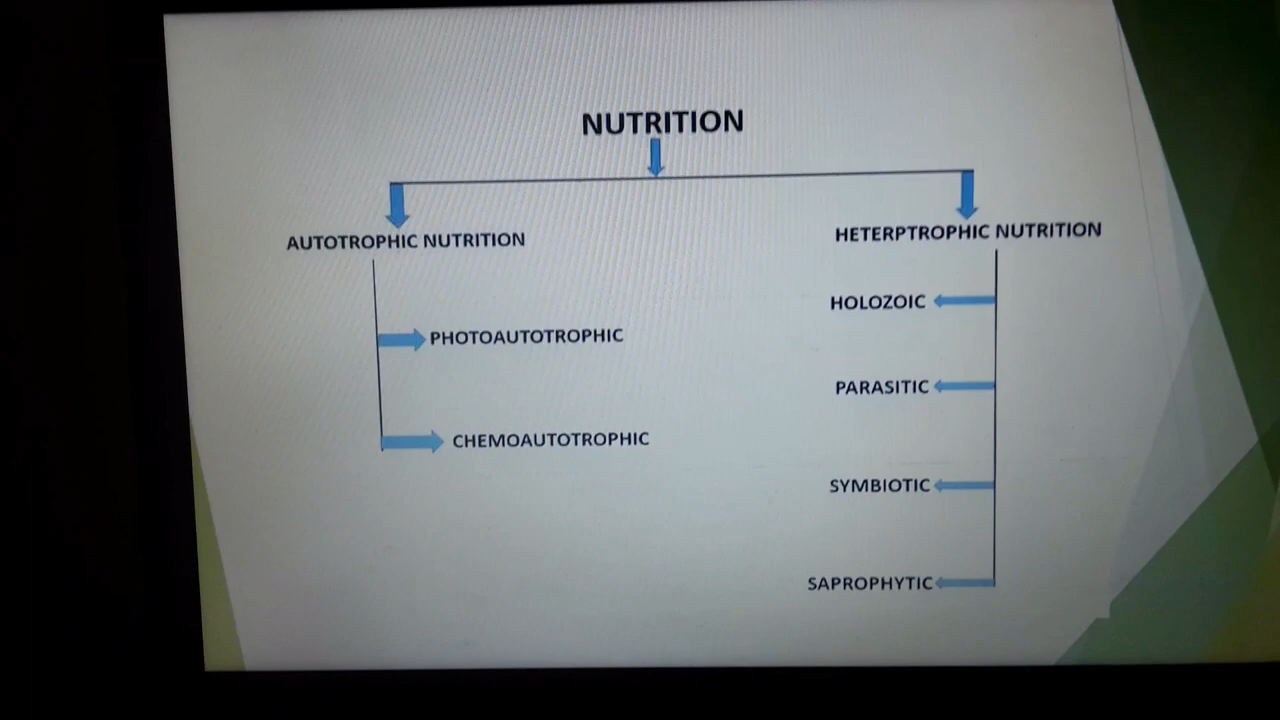 NUTRITION
AUTOTROPHIC NUTRITION
PHOTOAUTOTROPHIC
CHEMOAUTOTROPHIC
HETERPTROPHIC NUTRITION
HOLOZOIC
PARASITIC
SYMBIOTIC
SAPROPHYTIC